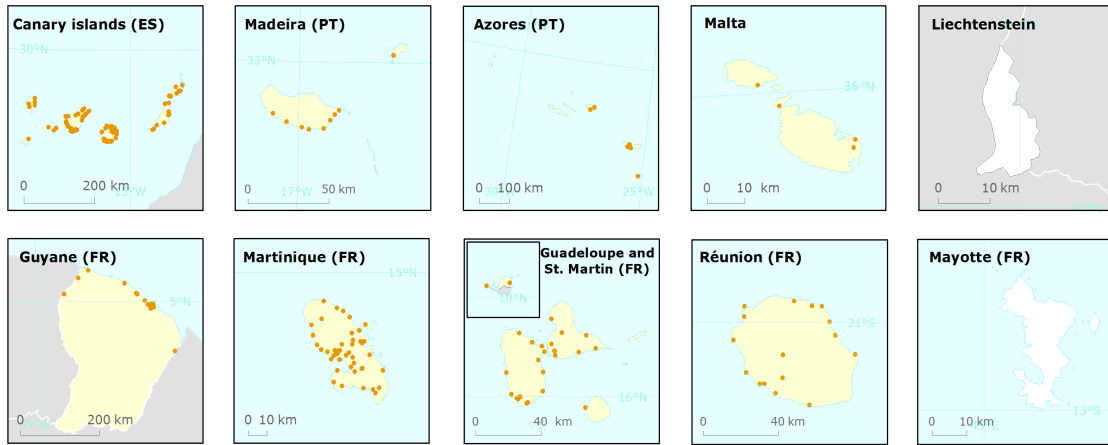 Canary islands (ES)
30°N
0 200 km
15°W
Madeira (PT)
33°N
0 50 km
17°W
Azores (PT)
0 100 km
30°W
25°W
Malta
36°N
0 10 km
Liechtenstein
0 10 km
Guyane (FR)
5°N
0 200 km
Martinique (FR)
15°N
0 10 km
Guadeloupe and
St. Martin (FR)
18°N
16°N
0 40 km
Réunion (FR)
21°S
0 40 km
Mayotte (FR)
0 10 km
13°S